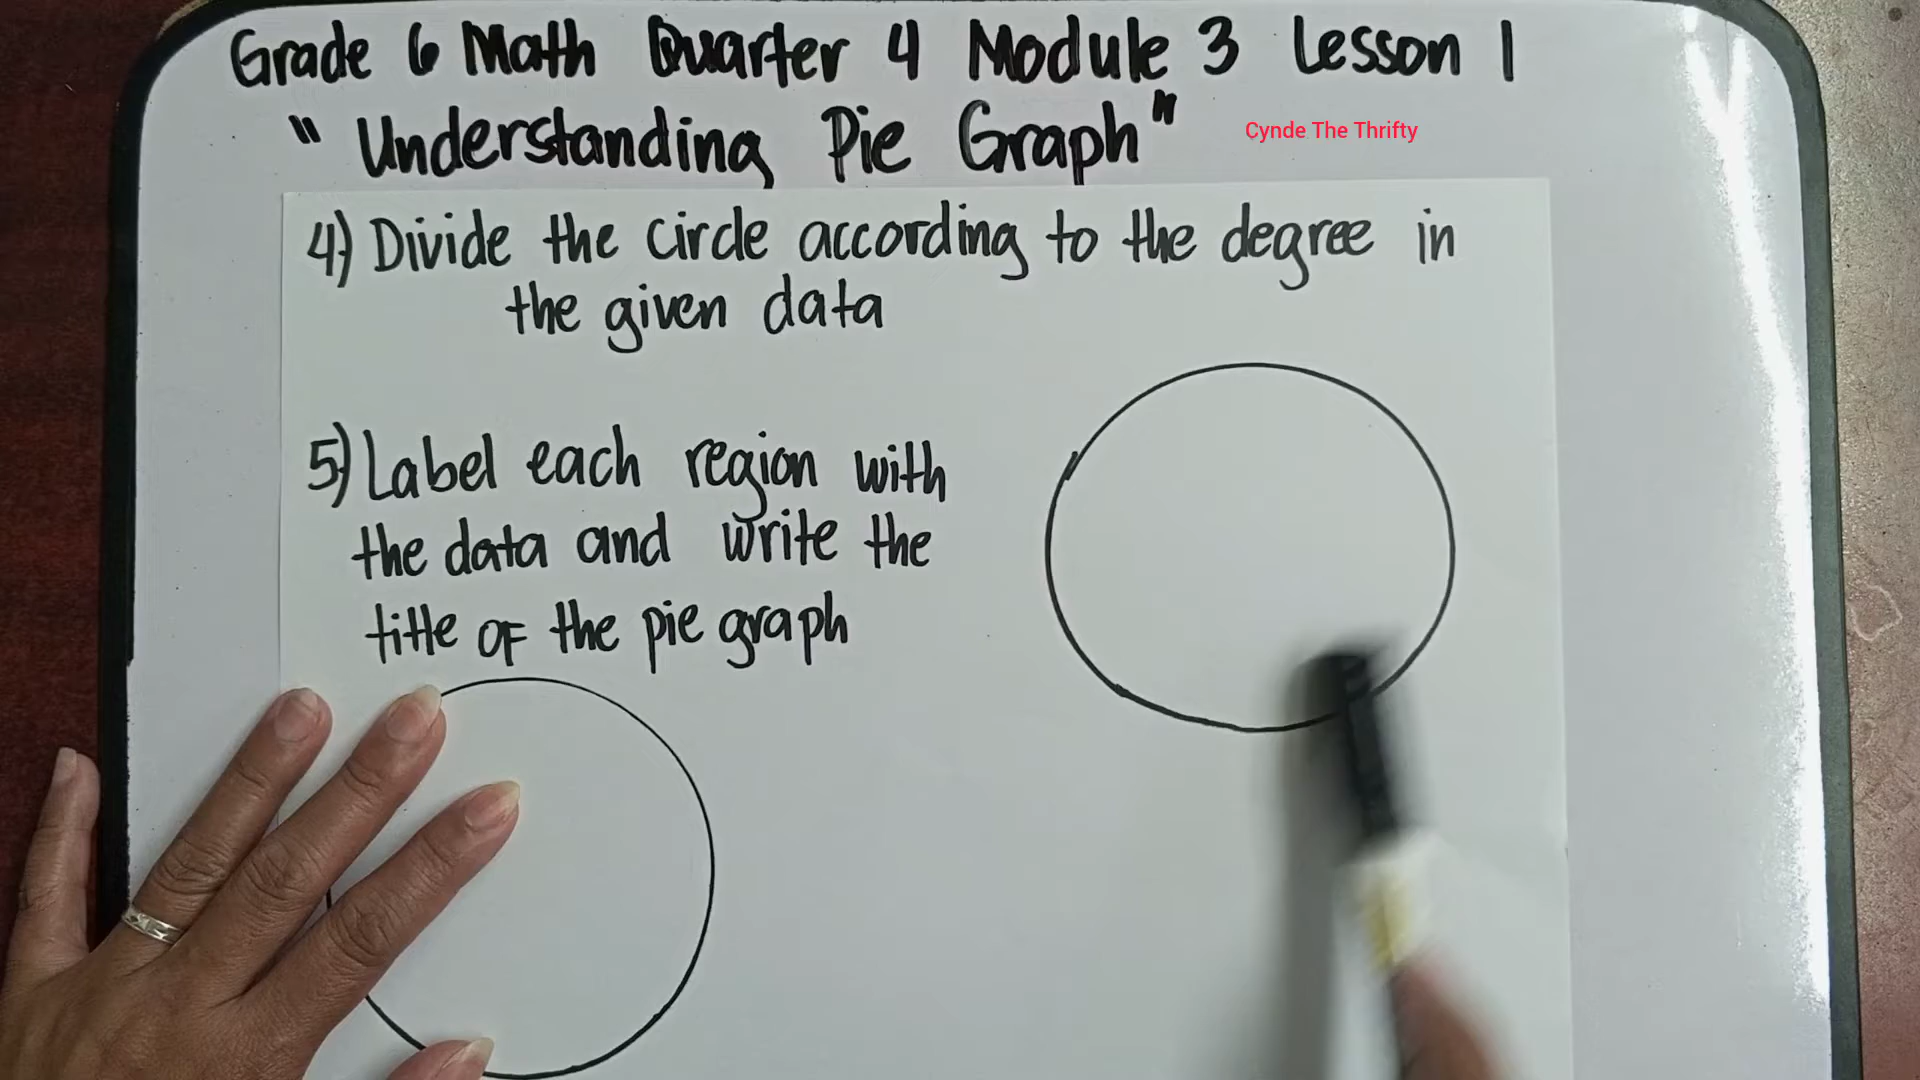 Grade 6 Math Quarter 4 Module 3 Lesson 1
"Understanding Pie Graph"
Cynde The Thrifty
4) Divide the circle according to the degree in
the given data
5) Label each region with
the data and write the
title of the pie graph